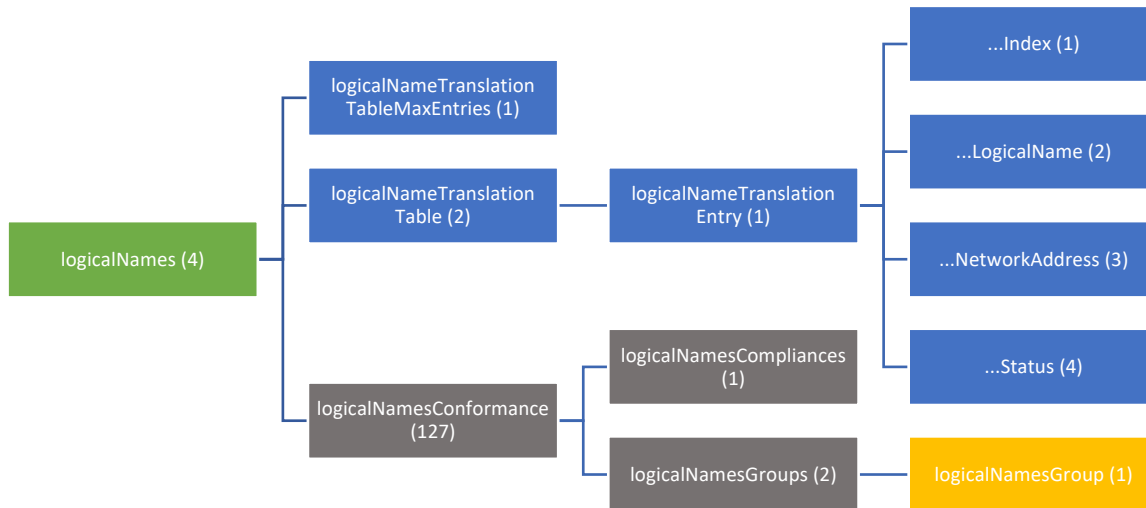 logicalNames (4)
logicalNameTranslation
TableMaxEntries (1)
logicalNameTranslation
Table (2)
logicalNameTranslation
Entry (1)
...Index (1)
...LogicalName (2)
...NetworkAddress (3)
...Status (4)
logicalNamesConformance
(127)
logicalNamesCompliances
(1)
logicalNamesGroups (2)
logicalNamesGroup (1)